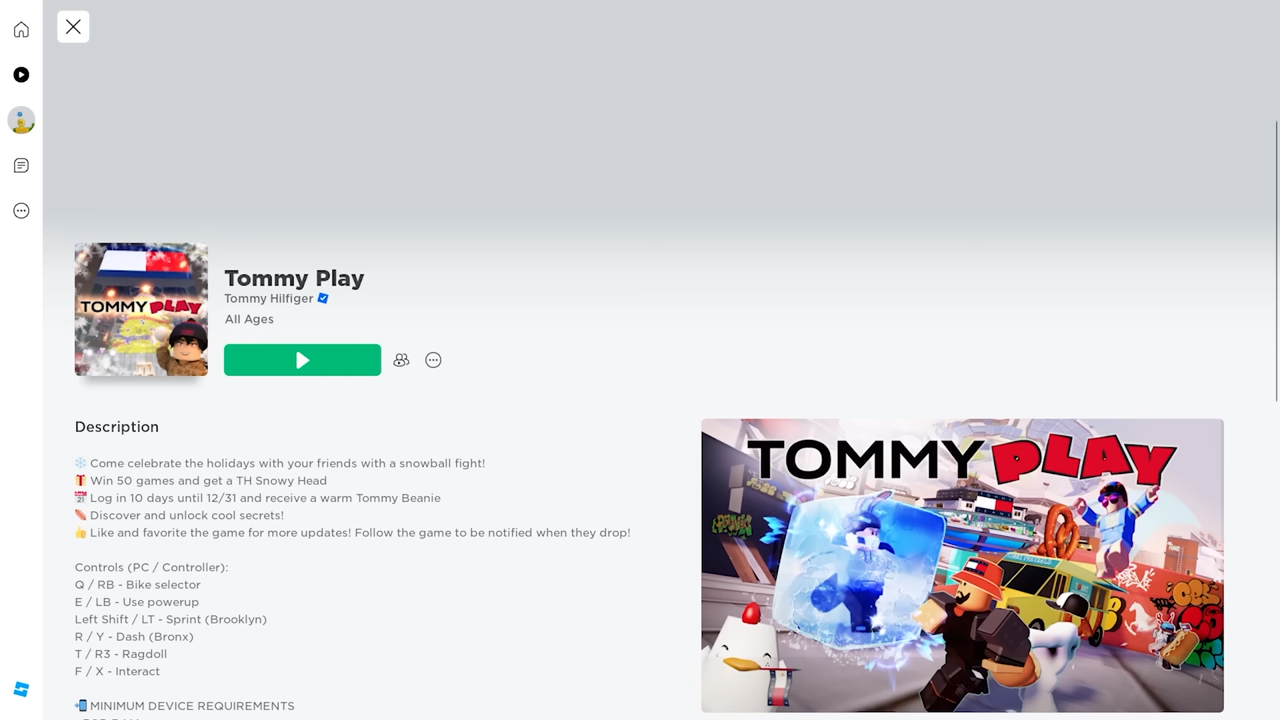 TOMMY PLAY
Tommy Play
Tommy Hilfiger
All Ages
Description
❄️ Come celebrate the holidays with your friends with a snowball fight!
🎁 Win 50 games and get a TH Snowy Head
📆 Log in 10 days until 12/31 and receive a warm Tommy Beanie
🥓 Discover and unlock cool secrets!
👍 Like and favorite the game for more updates! Follow the game to be notified when they drop!
Controls (PC / Controller):
Q / RB - Bike selector
E / LB - Use powerup
Left Shift / LT - Sprint (Brooklyn)
R / Y - Dash (Bronx)
T / R3 - Ragdoll
F / X - Interact
📲 MINIMUM DEVICE REQUIREMENTS
TOMMY PLAY